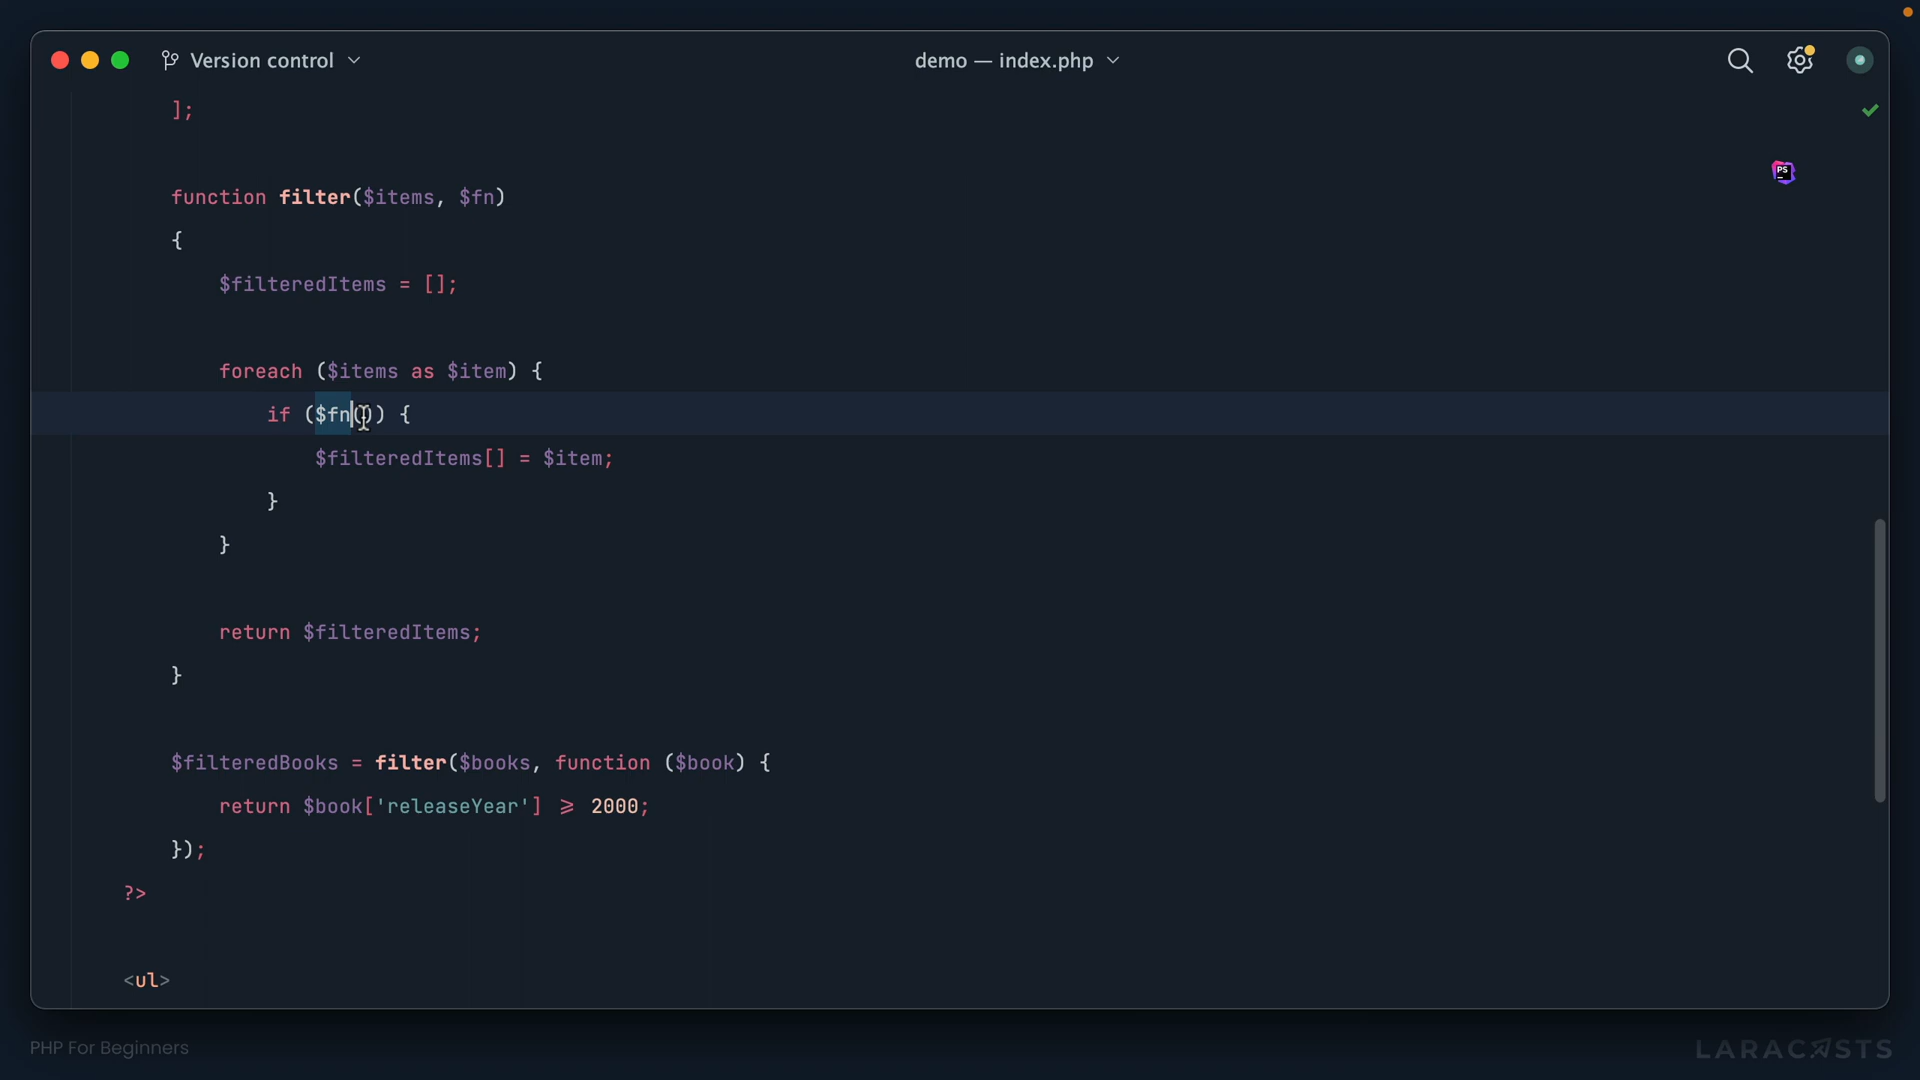 Version control
demo — index.php
];
PS
function filter($items, $fn)
{
$filteredItems = [];
foreach ($items as $item) {
if ($fn()) {
$filteredItems[] = $item;
}
}
return $filteredItems;
}
$filteredBooks = filter($books, function ($book) {
return $book['releaseYear'] ⩾ 2000;
});
?>
<ul>
PHP For Beginners
LARACASTS